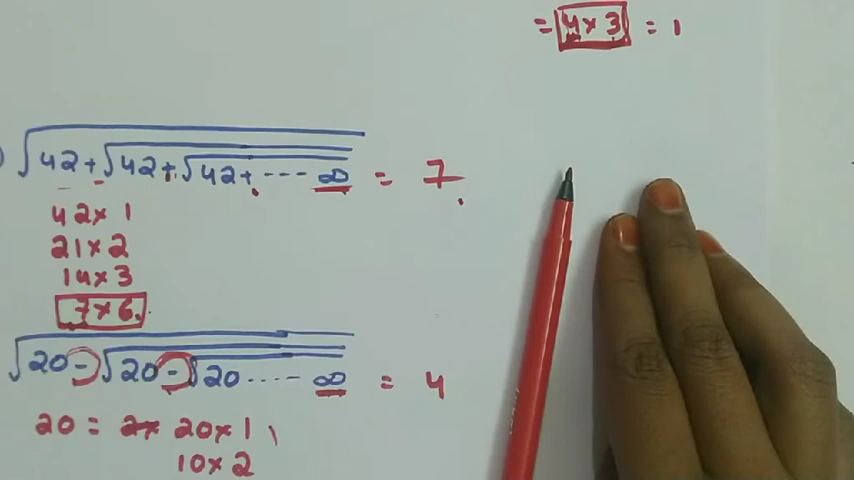 = 4 × 3 = 1
) √42 + √42 + √42 + ---- ∞ = 7
42 × 1
21 × 2
14 × 3
7 × 6
√20 - √20 - √20 ..... ∞ = 4
20 = 2× 20 × 1
10 × 2